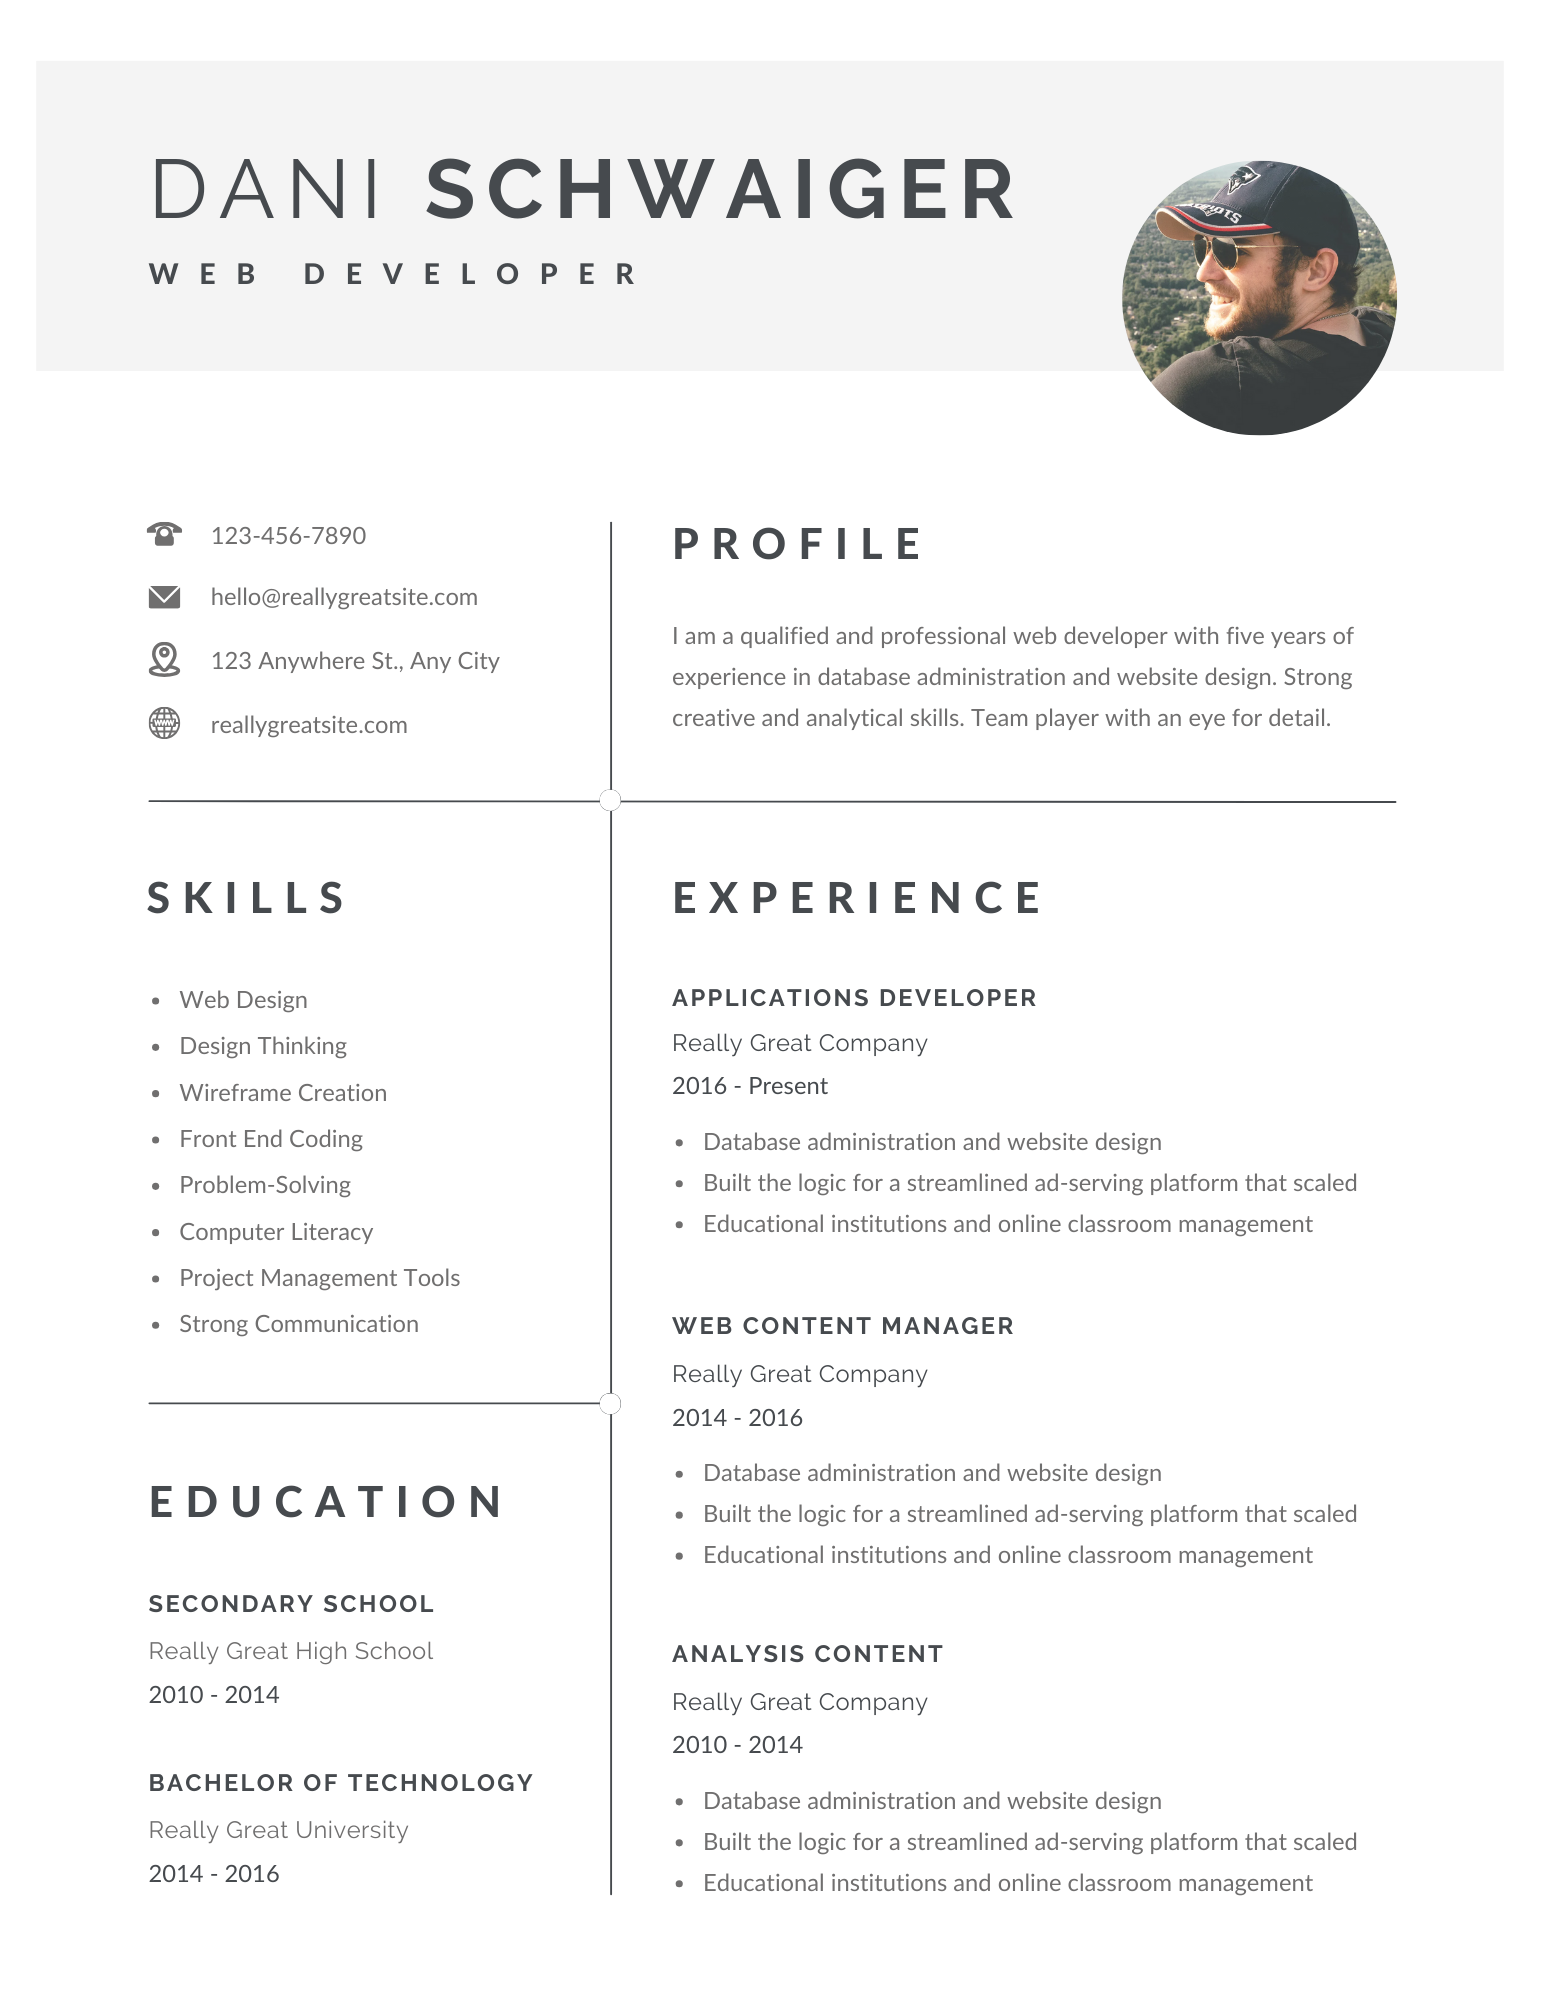 DANI SCHWAIGER
WEB DEVELOPER
123-456-7890
hello@reallygreatsite.com
123 Anywhere St., Any City
reallygreatsite.com
PROFILE
I am a qualified and professional web developer with five years of
experience in database administration and website design. Strong
creative and analytical skills. Team player with an eye for detail.
SKILLS
• Web Design
• Design Thinking
• Wireframe Creation
• Front End Coding
• Problem-Solving
• Computer Literacy
• Project Management Tools
• Strong Communication
EDUCATION
SECONDARY SCHOOL
Really Great High School
2010 - 2014
BACHELOR OF TECHNOLOGY
Really Great University
2014 - 2016
EXPERIENCE
APPLICATIONS DEVELOPER
Really Great Company
2016 - Present
• Database administration and website design
• Built the logic for a streamlined ad-serving platform that scaled
• Educational institutions and online classroom management
WEB CONTENT MANAGER
Really Great Company
2014 - 2016
• Database administration and website design
• Built the logic for a streamlined ad-serving platform that scaled
• Educational institutions and online classroom management
ANALYSIS CONTENT
Really Great Company
2010 - 2014
• Database administration and website design
• Built the logic for a streamlined ad-serving platform that scaled
• Educational institutions and online classroom management